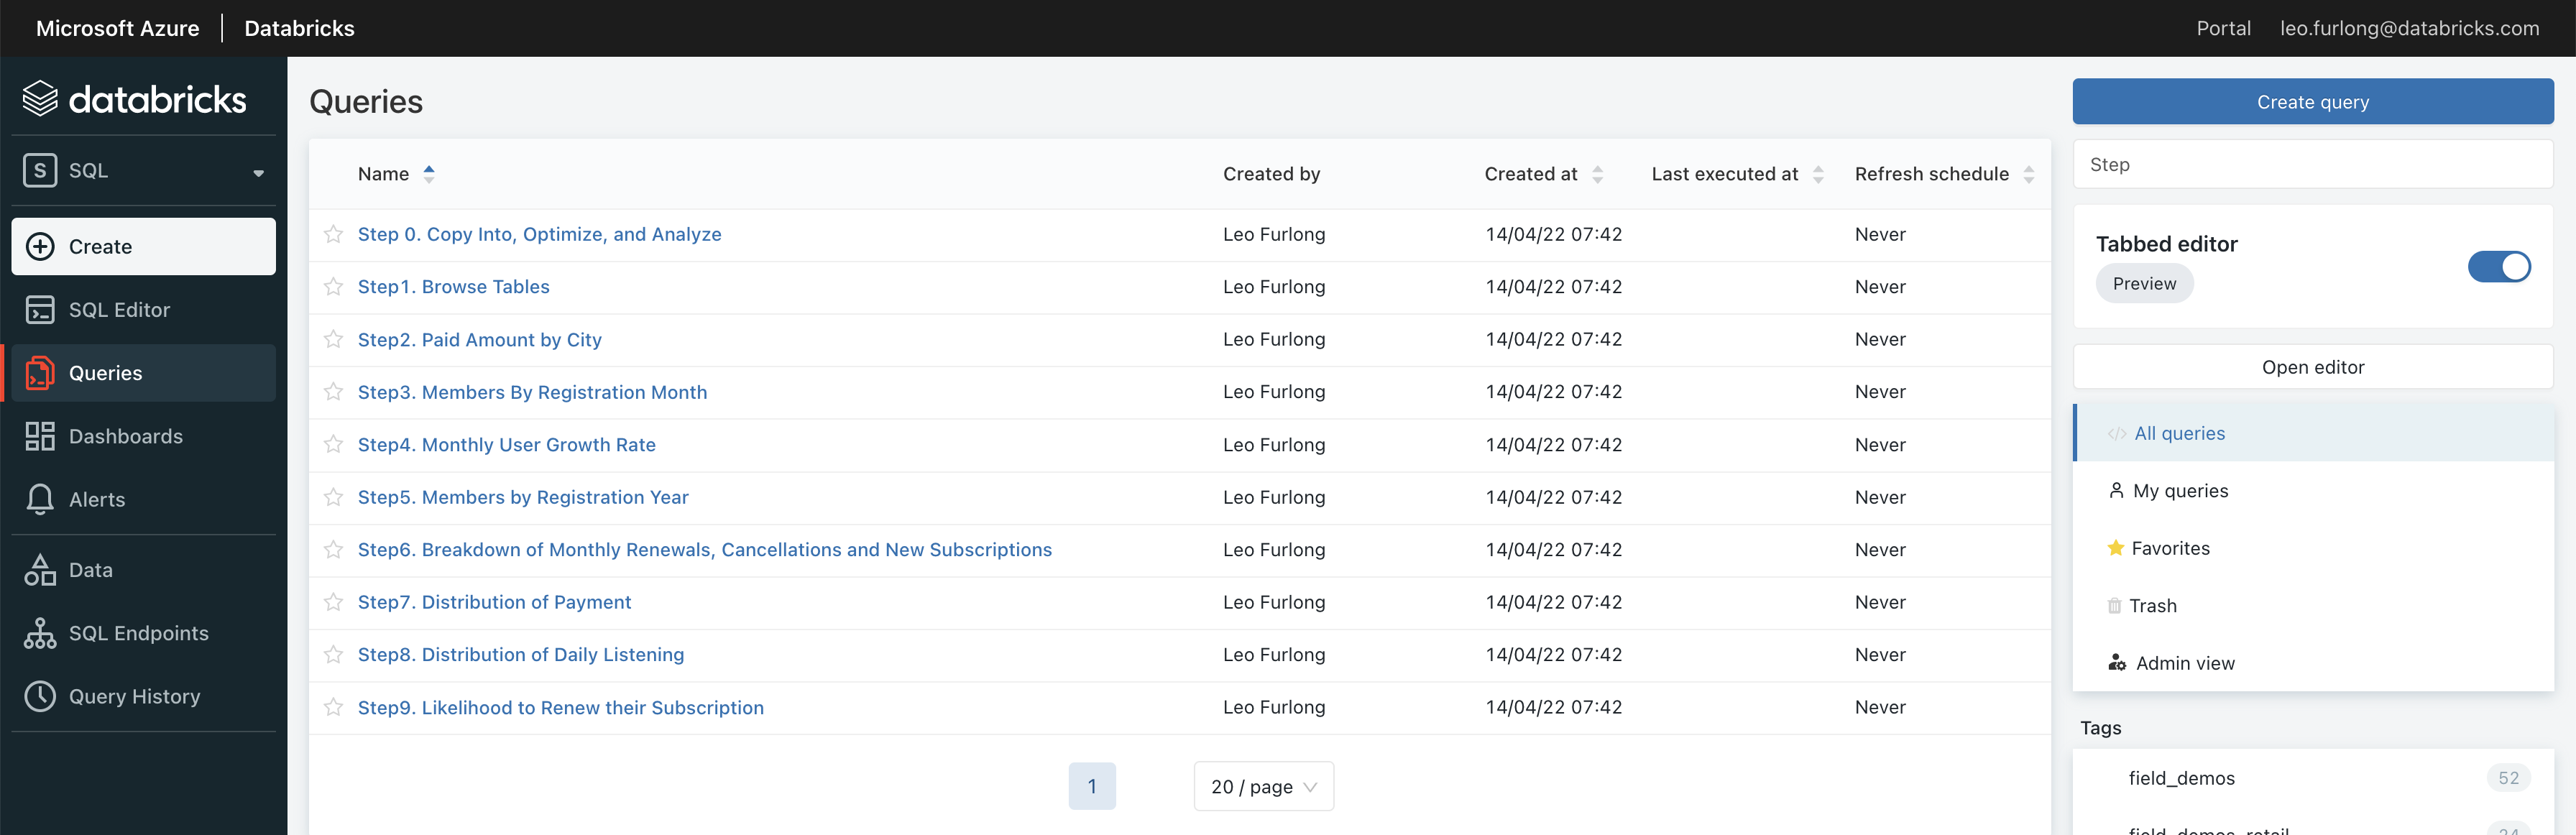 Microsoft Azure | Databricks
Portal
leo.furlong@databricks.com
databricks
S SQL
Create
SQL Editor
Queries
Dashboards
Alerts
Data
SQL Endpoints
Query History
Queries
Name Created by Created at Last executed at Refresh schedule
Step 0. Copy Into, Optimize, and Analyze Leo Furlong 14/04/22 07:42 Never
Step1. Browse Tables Leo Furlong 14/04/22 07:42 Never
Step2. Paid Amount by City Leo Furlong 14/04/22 07:42 Never
Step3. Members By Registration Month Leo Furlong 14/04/22 07:42 Never
Step4. Monthly User Growth Rate Leo Furlong 14/04/22 07:42 Never
Step5. Members by Registration Year Leo Furlong 14/04/22 07:42 Never
Step6. Breakdown of Monthly Renewals, Cancellations and New Subscriptions Leo Furlong 14/04/22 07:42 Never
Step7. Distribution of Payment Leo Furlong 14/04/22 07:42 Never
Step8. Distribution of Daily Listening Leo Furlong 14/04/22 07:42 Never
Step9. Likelihood to Renew their Subscription Leo Furlong 14/04/22 07:42 Never
1 20 / page
Create query
Step
Tabbed editor
Preview
Open editor
All queries
My queries
Favorites
Trash
Admin view
Tags
field_demos 52
field_demos_retail